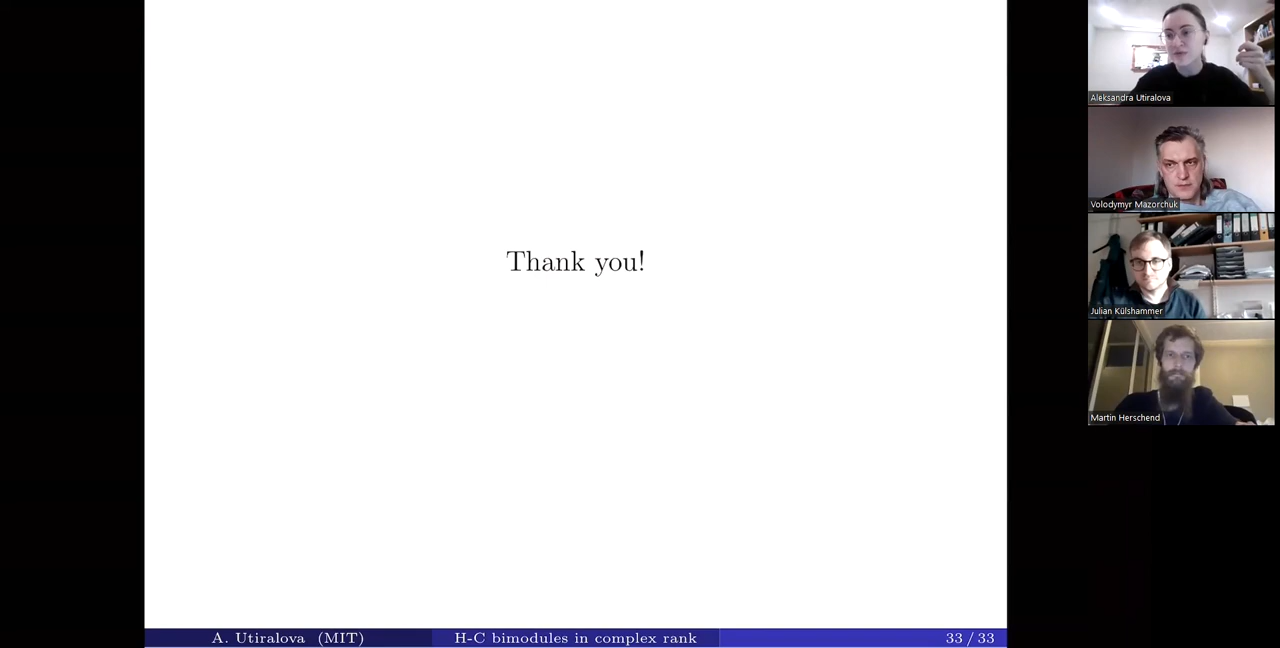 Thank you!
A. Utiralova (MIT) H-C bimodules in complex rank 33 / 33
Aleksandra Utiralova
Volodymyr Mazorchuk
Julian Külshammer
Martin Herschend